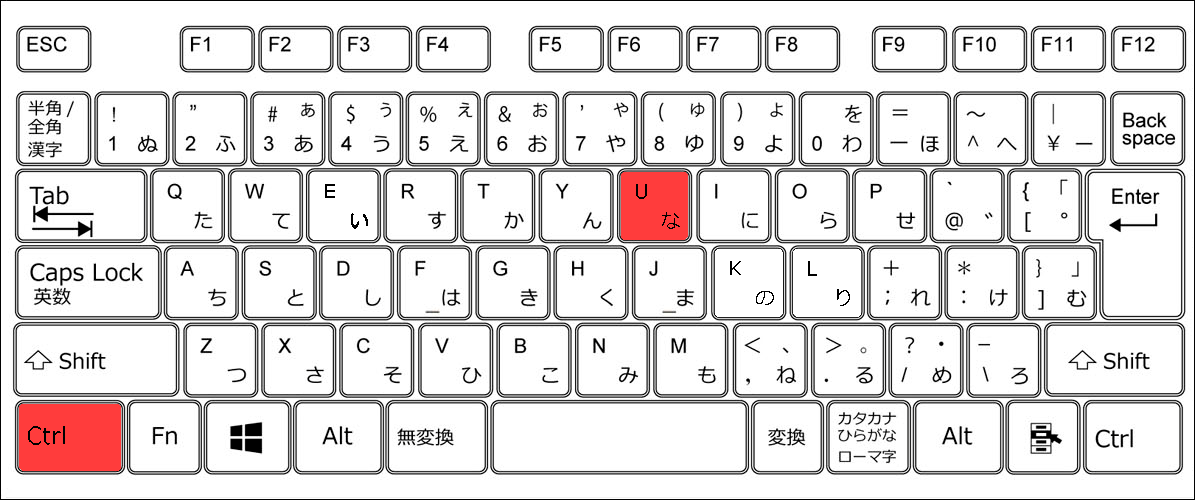 ESC F1 F2 F3 F4 F5 F6 F7 F8 F9 F10 F11 F12
半角/全角 漢字 ! 1 ぬ ” 2 ふ # ぁ 3 あ $ ぅ 4 う % ぇ 5 え & ぉ 6 お ’ ゃ 7 や ( ゅ 8 ゆ ) ょ 9 よ を 0 わ = ー ほ ～ ^ へ | ¥ ー Back space
Tab Q た W て E い R す T か Y ん U な I に O ら P せ ` @ ゛ { 「 [ ゜ Enter
Caps Lock 英数 A ち S と D し F _ は G き H く J _ ま K の L り + ; れ * : け } 」 ] む
Shift Z つ X さ C そ V ひ B こ N み M も < 、 , ね > 。 . る ? ・ / め _ \ ろ Shift
Ctrl Fn Alt 無変換 変換 カタカナ ひらがな ローマ字 Alt Ctrl